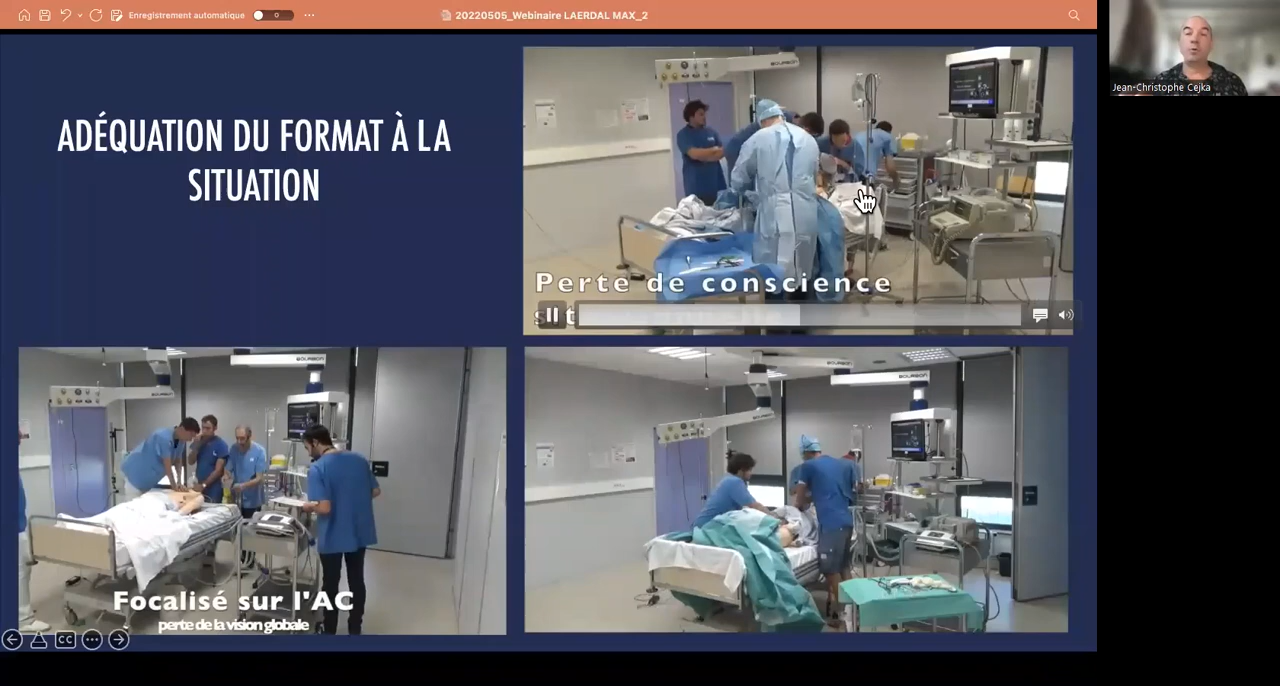 Enregistrement automatique
20220505_Webinaire LAERDAL MAX_2
Jean-Christophe Cejka
ADÉQUATION DU FORMAT À LA
SITUATION
Perte de conscience
Focalisé sur l'AC
perte de la vision globale
CC